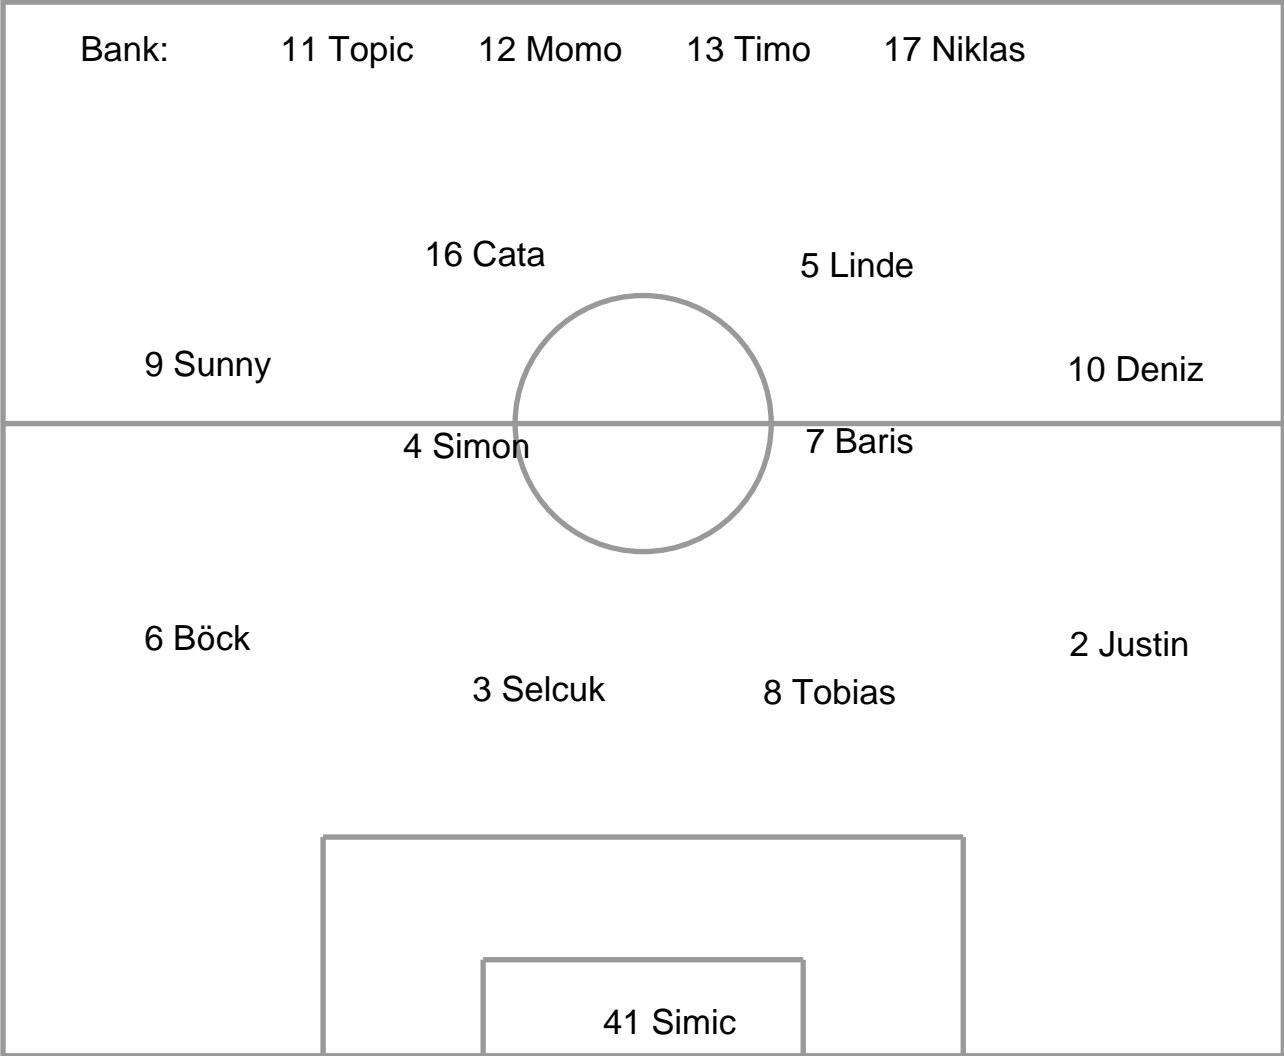 Bank: 11 Topic 12 Momo 13 Timo 17 Niklas
16 Cata
5 Linde
9 Sunny
10 Deniz
4 Simon
7 Baris
6 Böck
2 Justin
3 Selcuk
8 Tobias
41 Simic